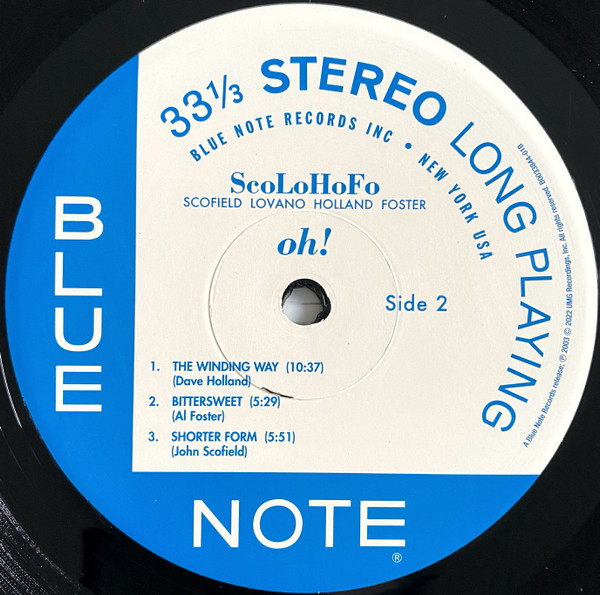 33⅓ STEREO LONG PLAYING
BLUE NOTE RECORDS INC • NEW YORK USA
ScoLoHoFo
SCOFIELD LOVANO HOLLAND FOSTER
oh!
Side 2
1. THE WINDING WAY (10:37)
(Dave Holland)
2. BITTERSWEET (5:29)
(Al Foster)
3. SHORTER FORM (5:51)
(John Scofield)
A Blue Note Records release; ℗ 2003 © 2022 UMG Recordings, Inc. All rights reserved. B0033844-01B
BLUE
NOTE®